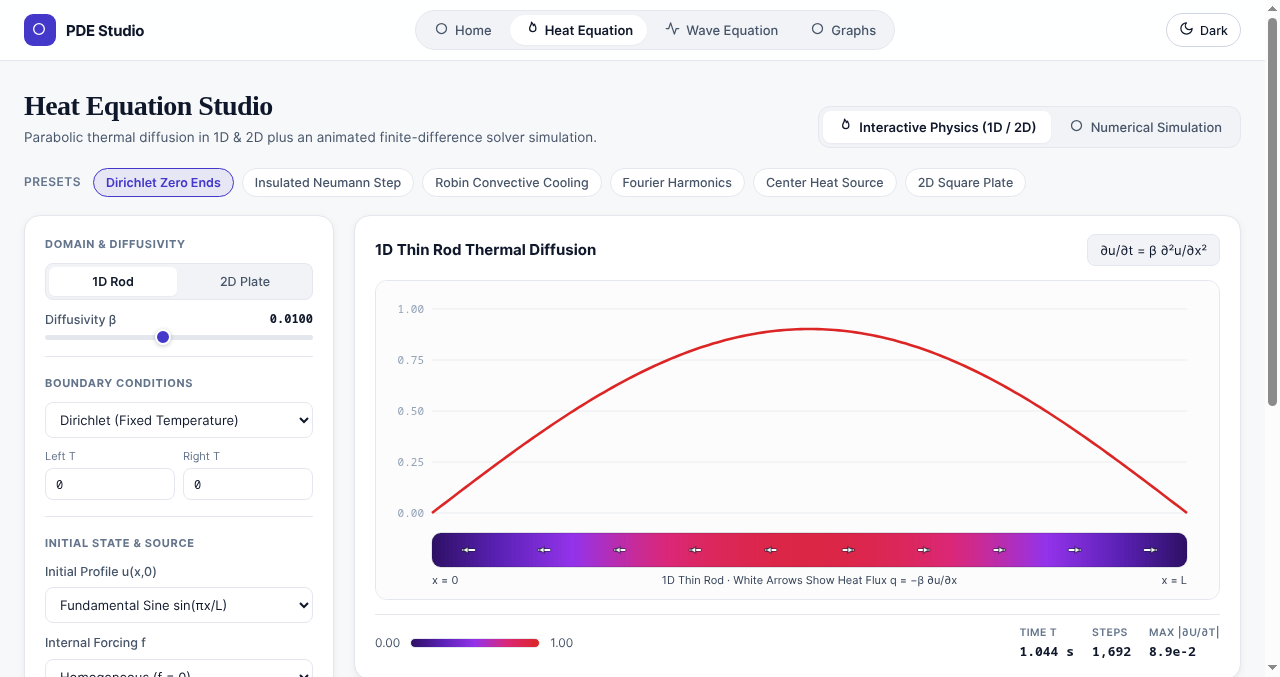 PDE Studio
Home
Heat Equation
Wave Equation
Graphs
Dark
Heat Equation Studio
Parabolic thermal diffusion in 1D & 2D plus an animated finite-difference solver simulation.
Interactive Physics (1D / 2D)
Numerical Simulation
PRESETS
Dirichlet Zero Ends
Insulated Neumann Step
Robin Convective Cooling
Fourier Harmonics
Center Heat Source
2D Square Plate
DOMAIN & DIFFUSIVITY
1D Rod
2D Plate
Diffusivity β
0.0100
BOUNDARY CONDITIONS
Dirichlet (Fixed Temperature)
Left T
Right T
0
0
INITIAL STATE & SOURCE
Initial Profile u(x,0)
Fundamental Sine sin(πx/L)
Internal Forcing f
Homogeneous (f = 0)
1D Thin Rod Thermal Diffusion
∂u/∂t = β ∂²u/∂x²
1.00
0.75
0.50
0.25
0.00
x = 0
1D Thin Rod · White Arrows Show Heat Flux q = −β ∂u/∂x
x = L
0.00
1.00
TIME T
STEPS
MAX |∂U/∂T|
1.044 s
1,692
8.9e-2